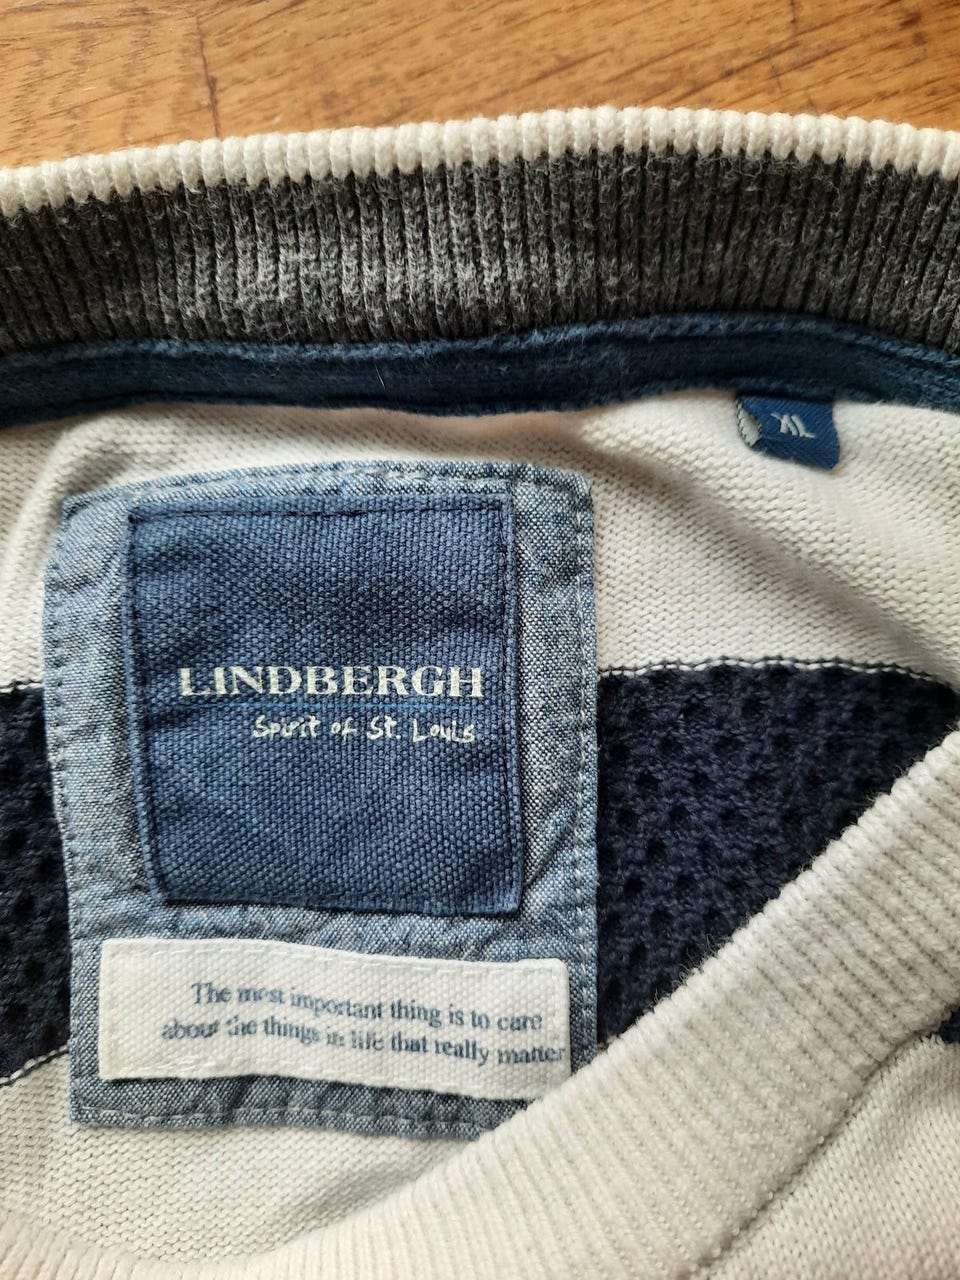 XL
LINDBERGH
Spirit of St. Louis
The most important thing is to care
about the things in life that really matter